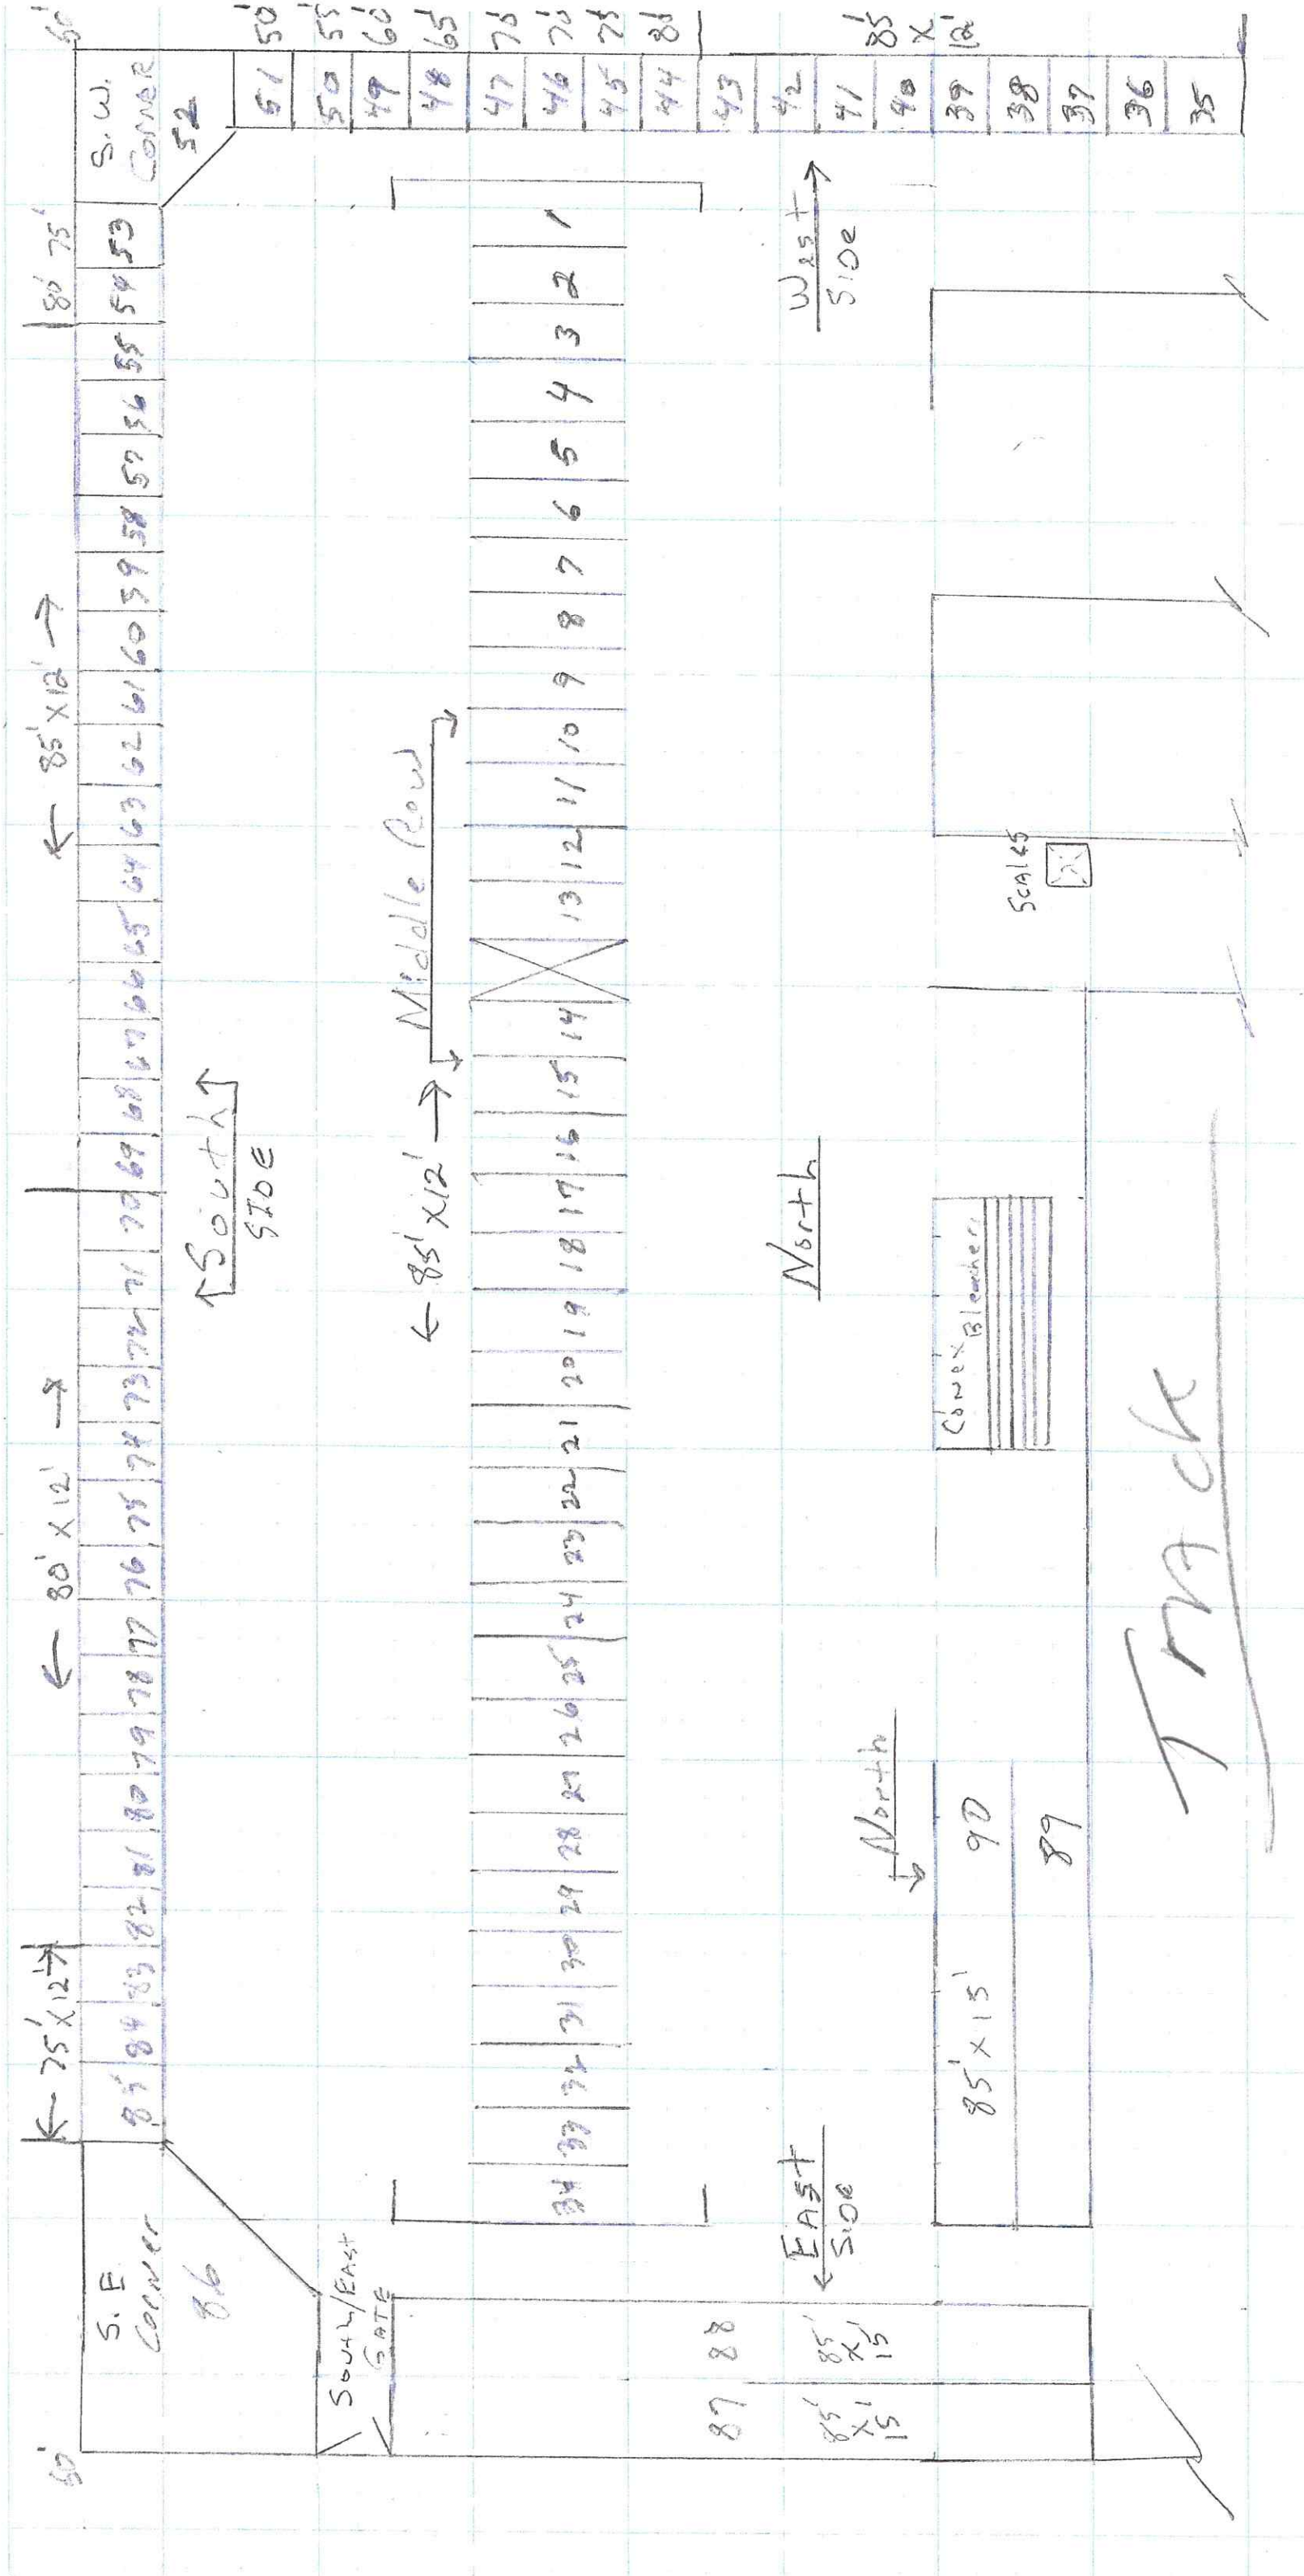 50' ← 75' x 12' → ← 80' x 12' → ← 85' x 12' → 80' 75' 50'
S.E Corner 86
85 84 83 82 81 80 79 78 77 76 75 74 73 72 71 70 69 68 67 66 65 64 63 62 61 60 59 58 57 56 55 54 53
S.W. Corner
52
South
SIDE
51 50'
50 55'
49 60'
48 65'
47 70'
46 70'
45 75'
44 80'
43
42
41
40
39
38
37
36
35
85'
X
12'
South/East
GATE
Middle Row
← 85' x 12' →
34 33 32 31 30 29 28 27 26 25 24 23 22 21 20 19 18 17 16 15 14 13 12 11 10 9 8 7 6 5 4 3 2 1
87 88
85'
X
15'
85'
X
15'
← EAST
SIDE
North
North
West →
SIDE
85' x 15' 90
89
Conex
Bleachers
SCALES
Track